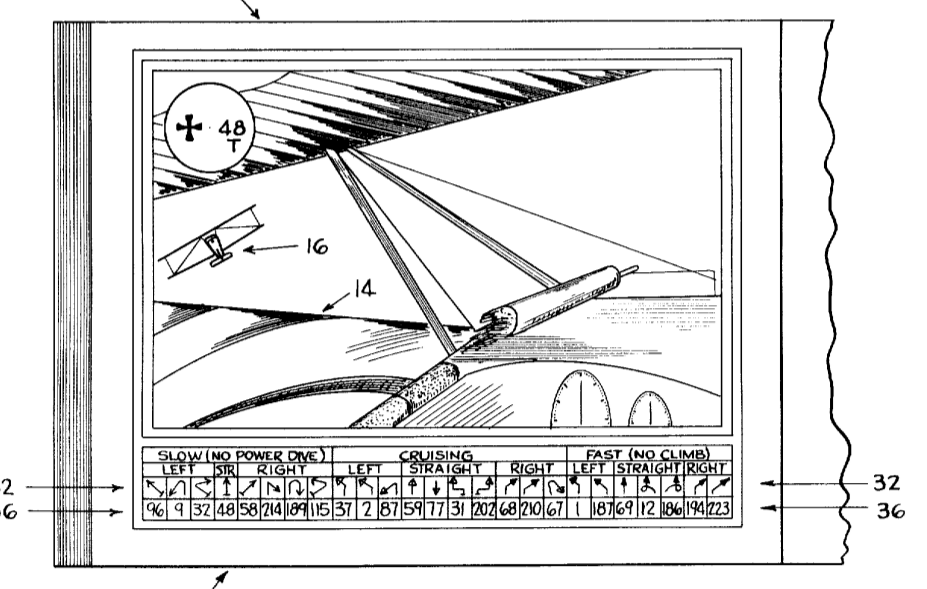 48
T
16
14
SLOW (NO POWER DIVE) CRUISING FAST (NO CLIMB)
LEFT STR RIGHT LEFT STRAIGHT RIGHT LEFT STRAIGHT RIGHT
32
96 9 32 48 58 214 189 115 37 2 87 59 77 31 202 68 210 67 1 187 69 12 186 194 223
36